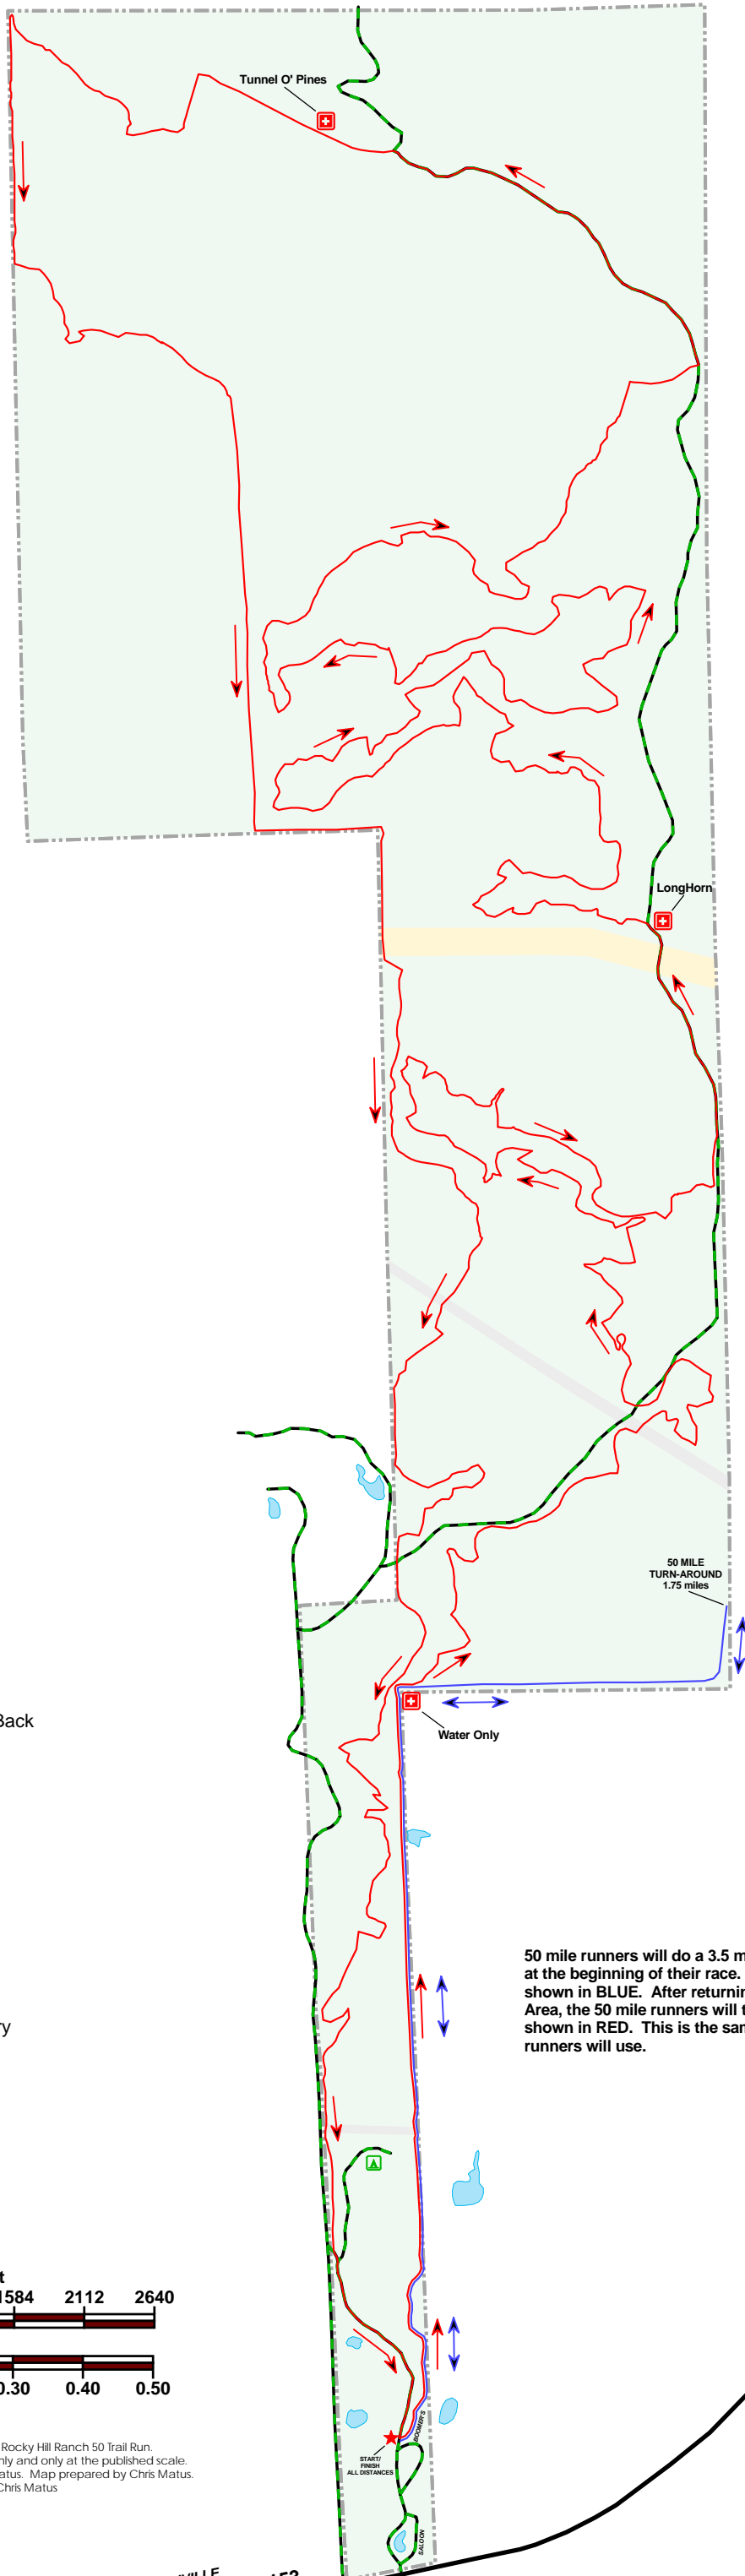 Tunnel O' Pines
LongHorn
50 MILE
TURN-AROUND
1.75 miles
Back
Water Only
50 mile runners will do a 3.5 m
at the beginning of their race.
shown in BLUE. After returnin
Area, the 50 mile runners will t
shown in RED. This is the sam
runners will use.
ry
t
1584 2112 2640
0.30 0.40 0.50
Rocky Hill Ranch 50 Trail Run.
nly and only at the published scale.
atus. Map prepared by Chris Matus.
Chris Matus
BOOMER'S
START/
FINISH
ALL DISTANCES
SALOON
VILLE
153